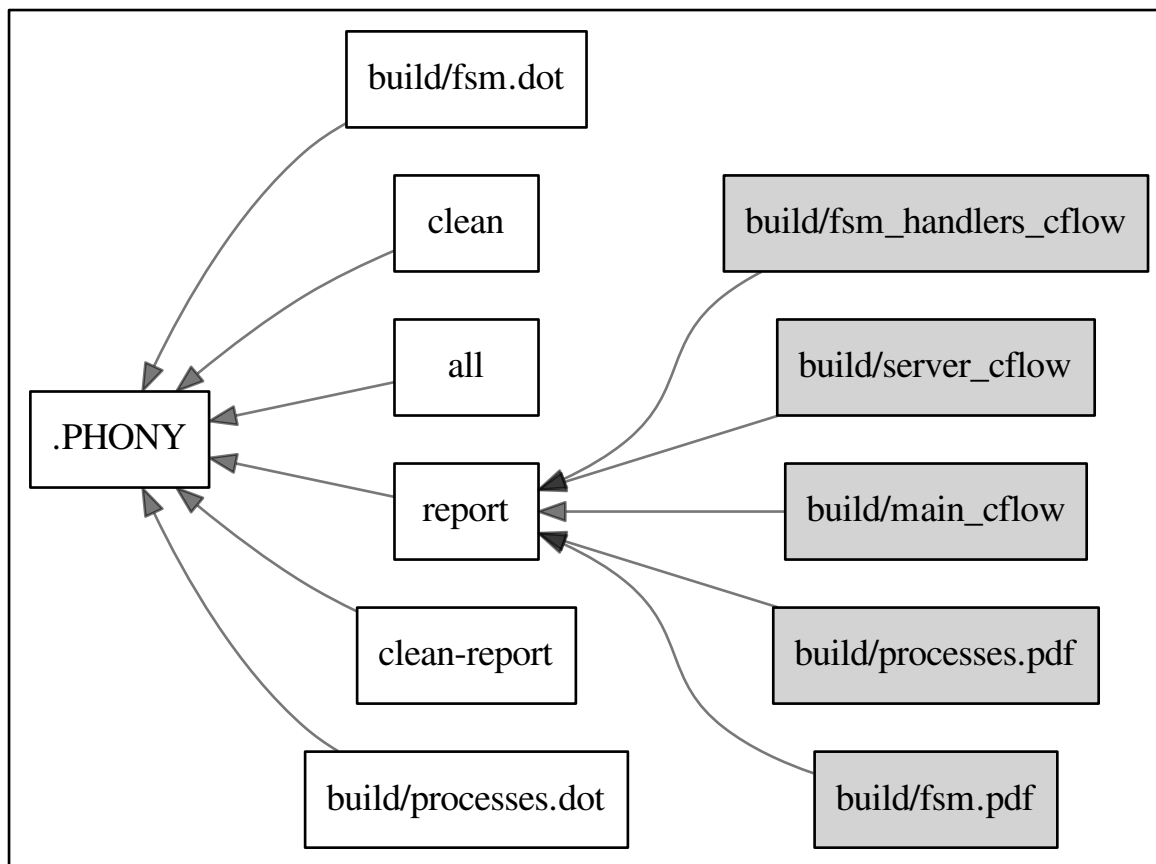 build/fsm.dot
clean
build/fsm_handlers_cflow
all
build/server_cflow
.PHONY
report
build/main_cflow
clean-report
build/processes.pdf
build/processes.dot
build/fsm.pdf